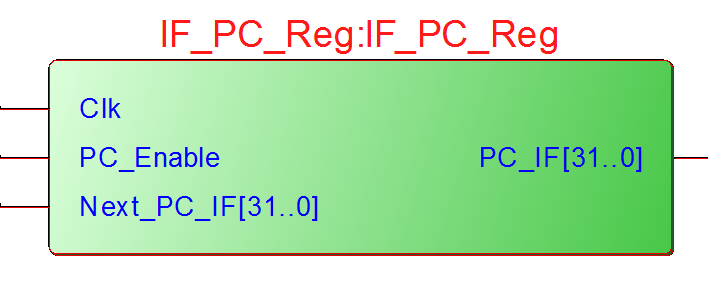 IF_PC_Reg:IF_PC_Reg
Clk
PC_Enable
PC_IF[31..0]
Next_PC_IF[31..0]